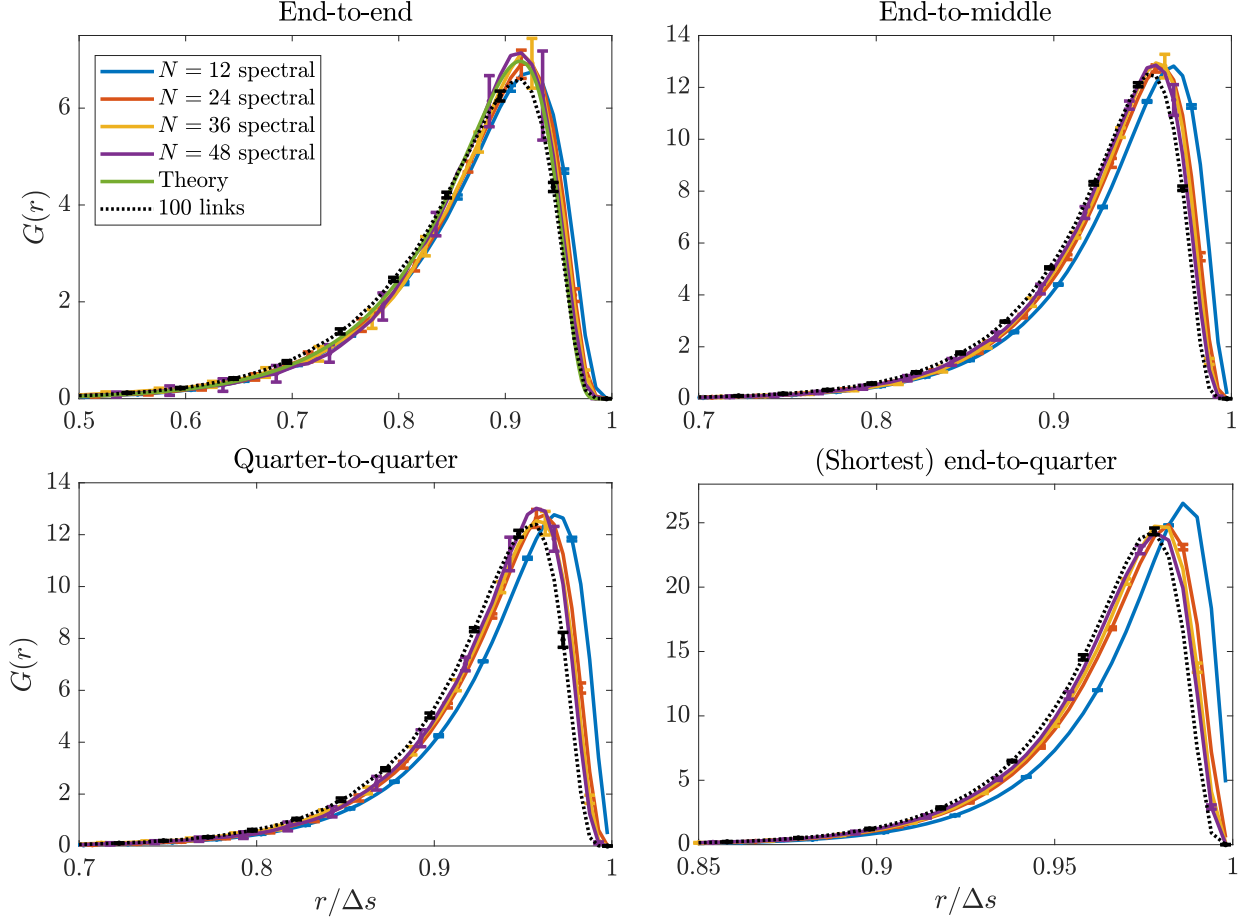 End-to-end
G(r)
6
4
2
0
0.5 0.6 0.7 0.8 0.9 1
N = 12 spectral
N = 24 spectral
N = 36 spectral
N = 48 spectral
Theory
100 links
End-to-middle
14
12
10
8
6
4
2
0
0.7 0.8 0.9 1
Quarter-to-quarter
G(r)
14
12
10
8
6
4
2
0
0.7 0.8 0.9 1
r/Δs
(Shortest) end-to-quarter
25
20
15
10
5
0
0.85 0.9 0.95 1
r/Δs